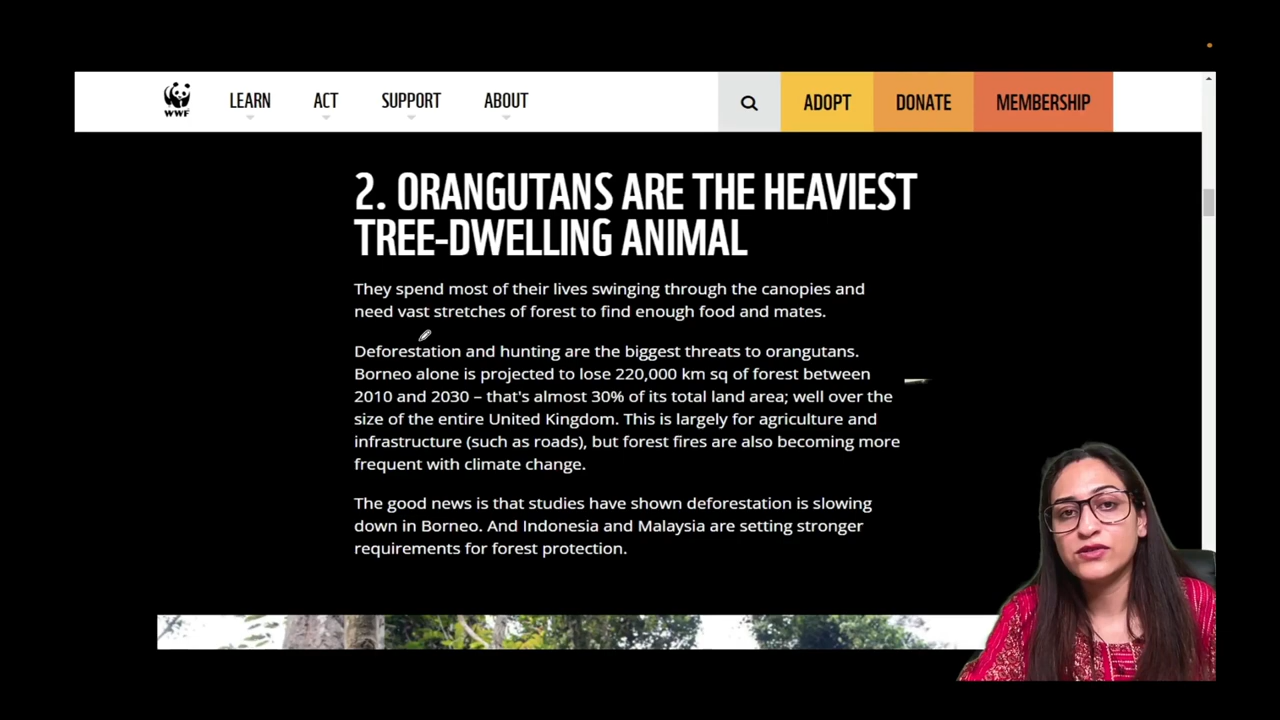 WWF
LEARN
ACT
SUPPORT
ABOUT
ADOPT
DONATE
MEMBERSHIP
2. ORANGUTANS ARE THE HEAVIEST
TREE-DWELLING ANIMAL
They spend most of their lives swinging through the canopies and
need vast stretches of forest to find enough food and mates.
Deforestation and hunting are the biggest threats to orangutans.
Borneo alone is projected to lose 220,000 km sq of forest between
2010 and 2030 – that's almost 30% of its total land area; well over the
size of the entire United Kingdom. This is largely for agriculture and
infrastructure (such as roads), but forest fires are also becoming more
frequent with climate change.
The good news is that studies have shown deforestation is slowing
down in Borneo. And Indonesia and Malaysia are setting stronger
requirements for forest protection.